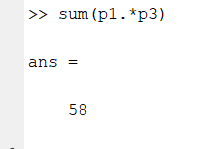 >> sum(p1.*p3)
ans =
58